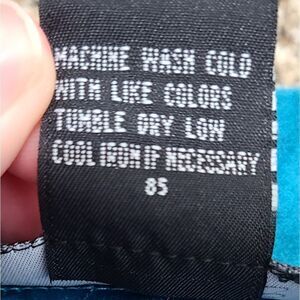 MACHINE WASH COLD
WITH LIKE COLORS
TUMBLE DRY LOW
COOL IRON IF NECESSARY
85